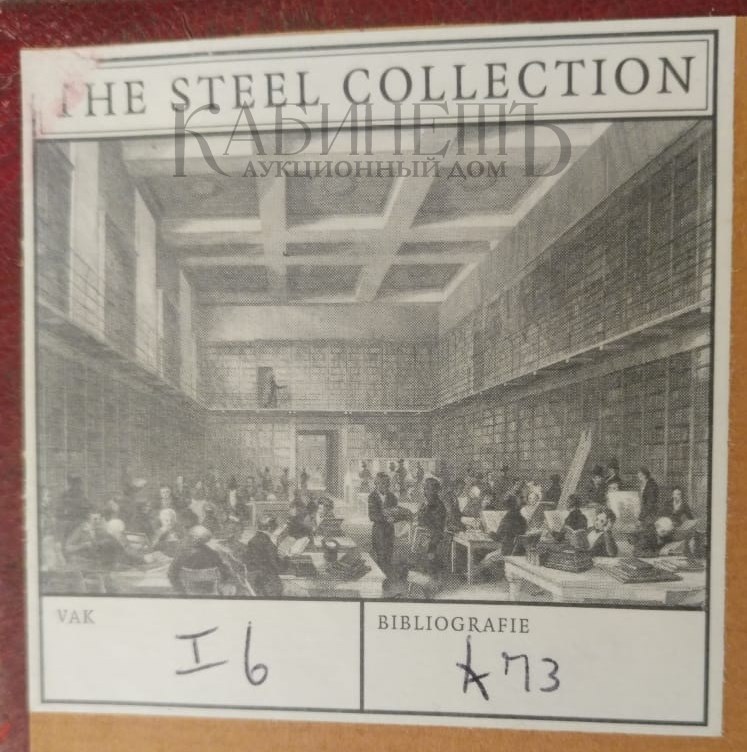 THE STEEL COLLECTION
КАБИНЕТЪ
АУКЦИОННЫЙ ДОМ
VAK
I 6
BIBLIOGRAFIE
A 73